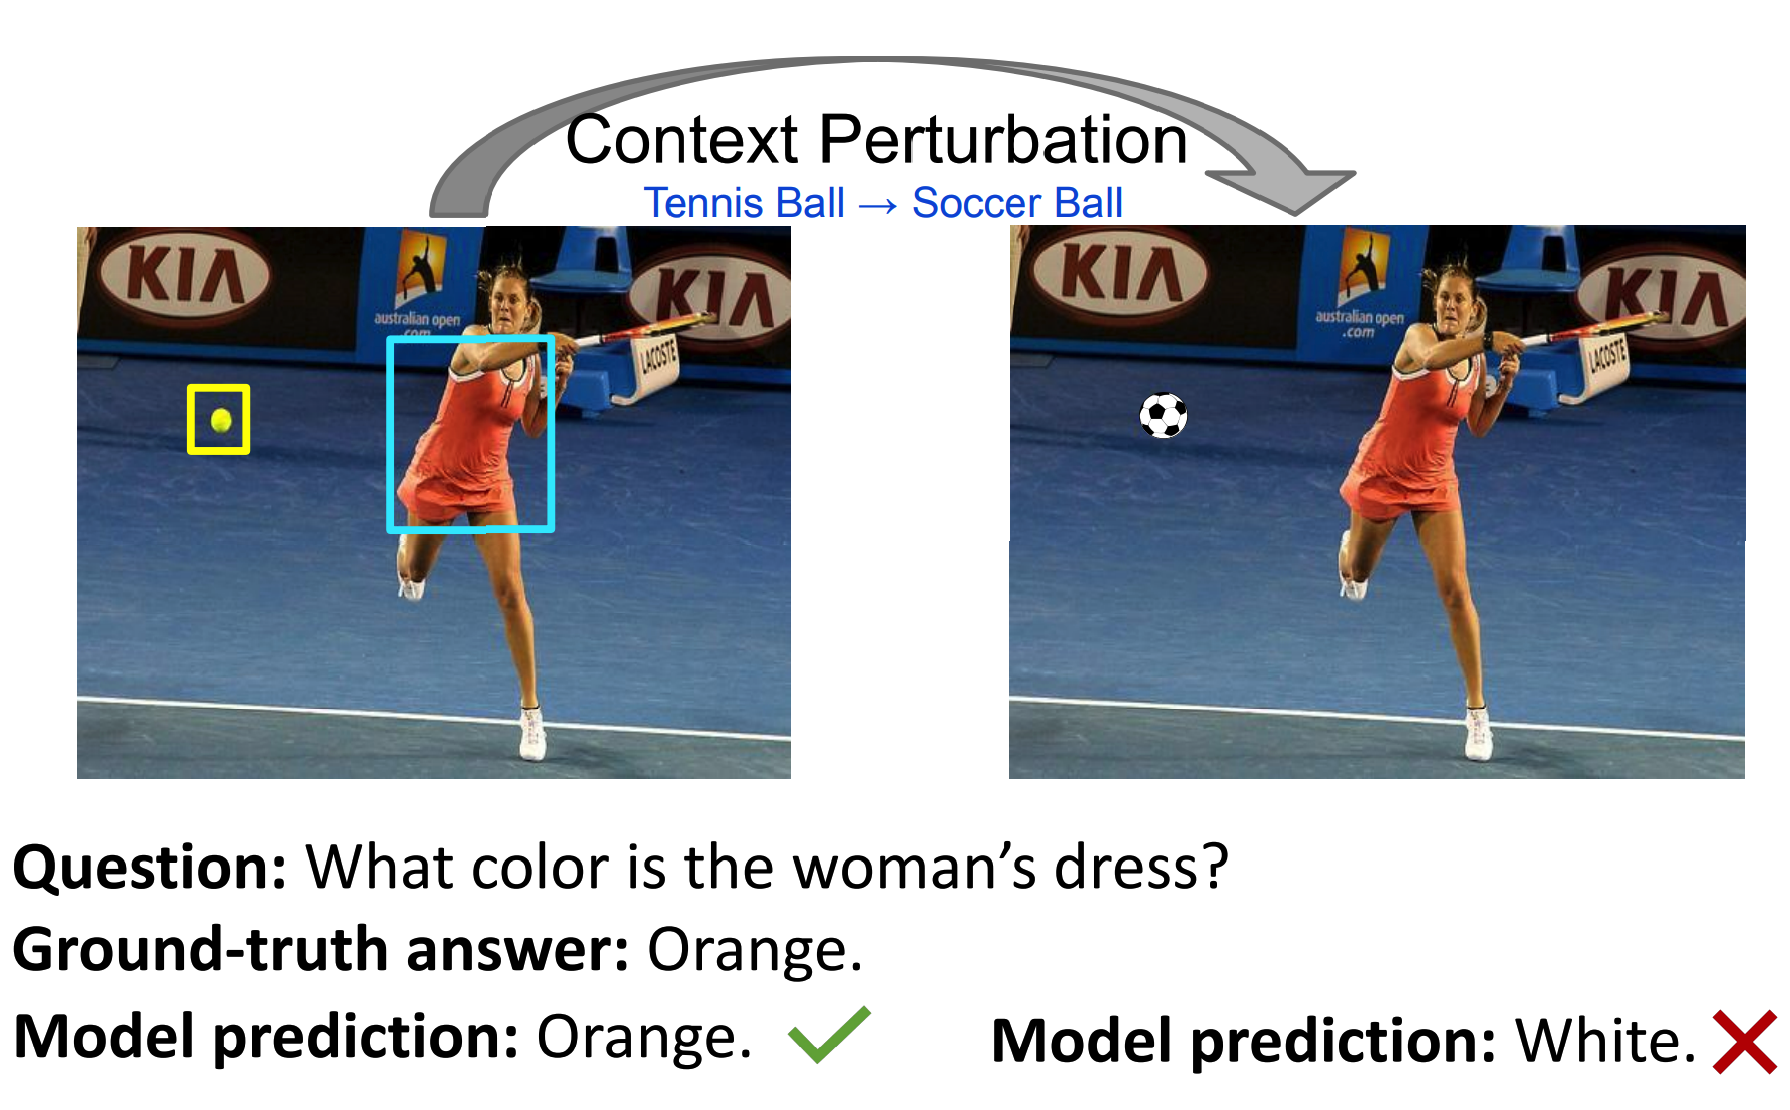 Context Perturbation
Tennis Ball → Soccer Ball
KIA
australian open
.com
KIA
LACOSTE
KIA
australian open
.com
KIA
LACOSTE
Question: What color is the woman’s dress?
Ground-truth answer: Orange.
Model prediction: Orange.
Model prediction: White.